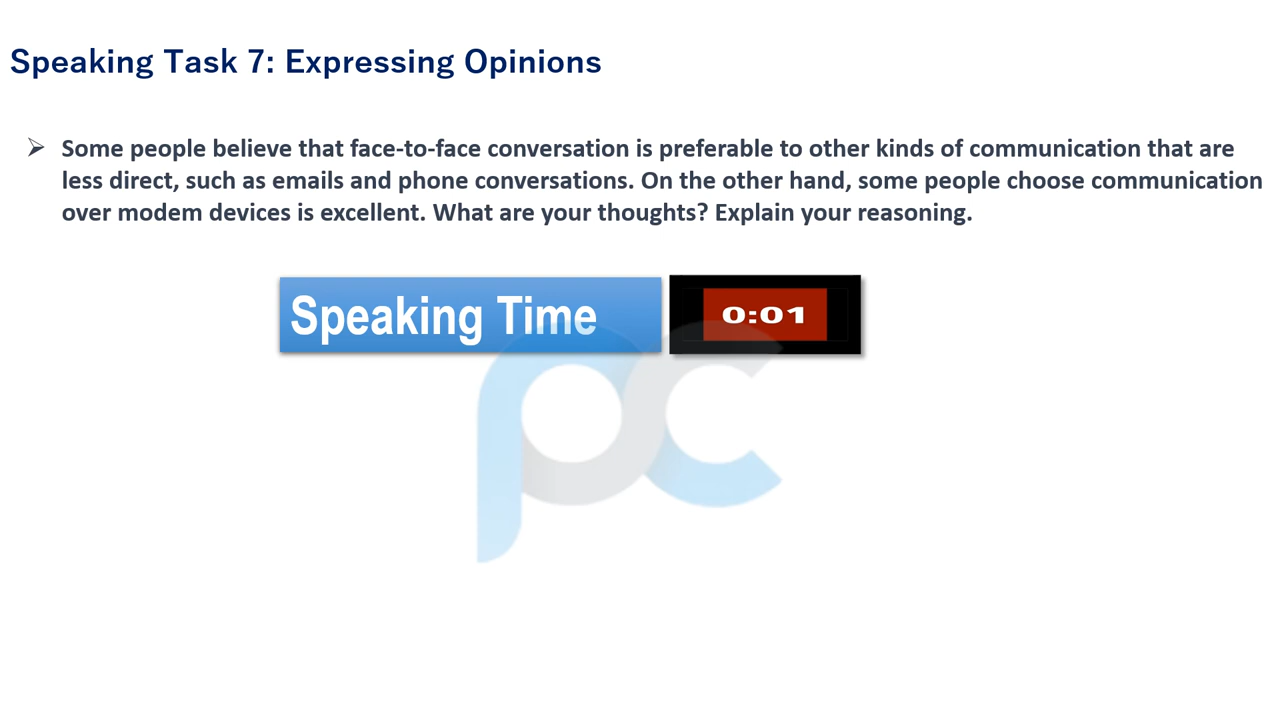 Speaking Task 7: Expressing Opinions
➢ Some people believe that face-to-face conversation is preferable to other kinds of communication that are
less direct, such as emails and phone conversations. On the other hand, some people choose communication
over modem devices is excellent. What are your thoughts? Explain your reasoning.
Speaking Time
0:01
pc